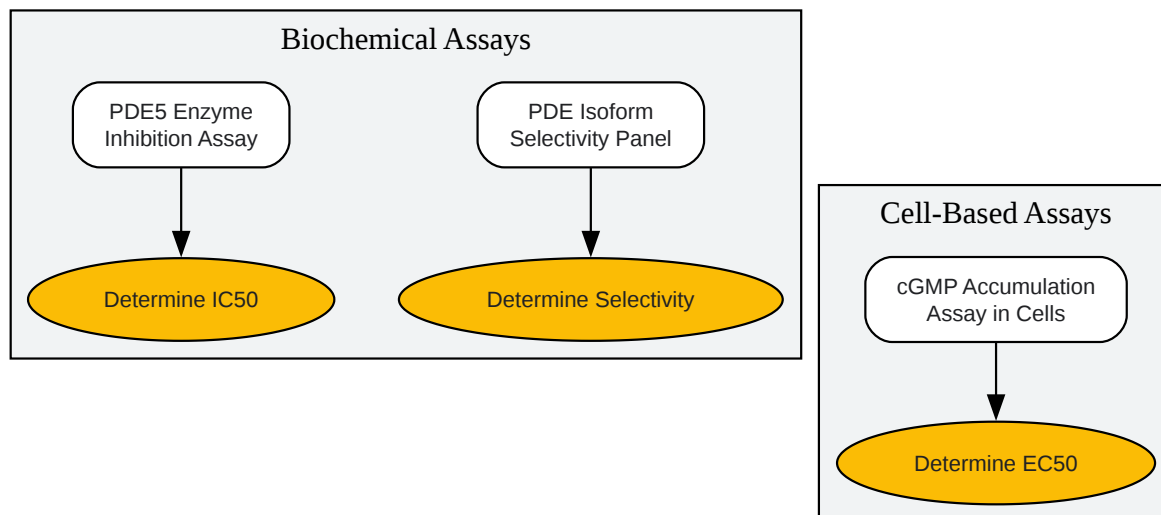 Biochemical Assays
PDE5 Enzyme
Inhibition Assay
PDE Isoform
Selectivity Panel
Determine IC50
Determine Selectivity
Cell-Based Assays
cGMP Accumulation
Assay in Cells
Determine EC50